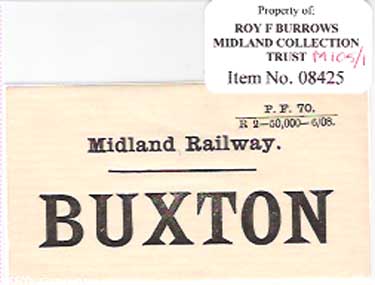 Property of:
ROY F BURROWS
MIDLAND COLLECTION
TRUST M105/1
Item No. 08425
P. F. 70.
R 2—50,000—6/08.
Midland Railway.
BUXTON